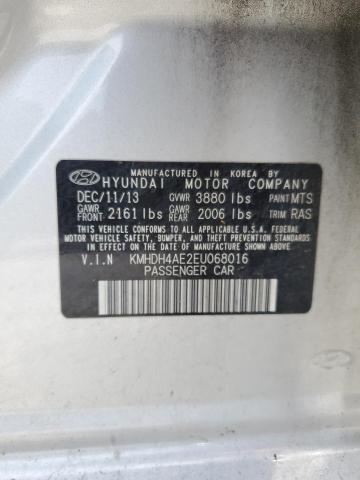 MANUFACTURED IN KOREA BY
HYUNDAI MOTOR COMPANY
DEC/11/13 GVWR 3880 lbs PAINT MTS
GAWR FRONT 2161 lbs GAWR REAR 2006 lbs TRIM RAS
THIS VEHICLE CONFORMS TO ALL APPLICABLE U.S.A FEDERAL
MOTOR VEHICLE SAFETY, BUMPER, AND THEFT PREVENTION
STANDARDS IN EFFECT ON THE DATE OF MANUFACTURE SHOWN ABOVE.
V.I.N KMHDH4AE2EU068016
PASSENGER CAR